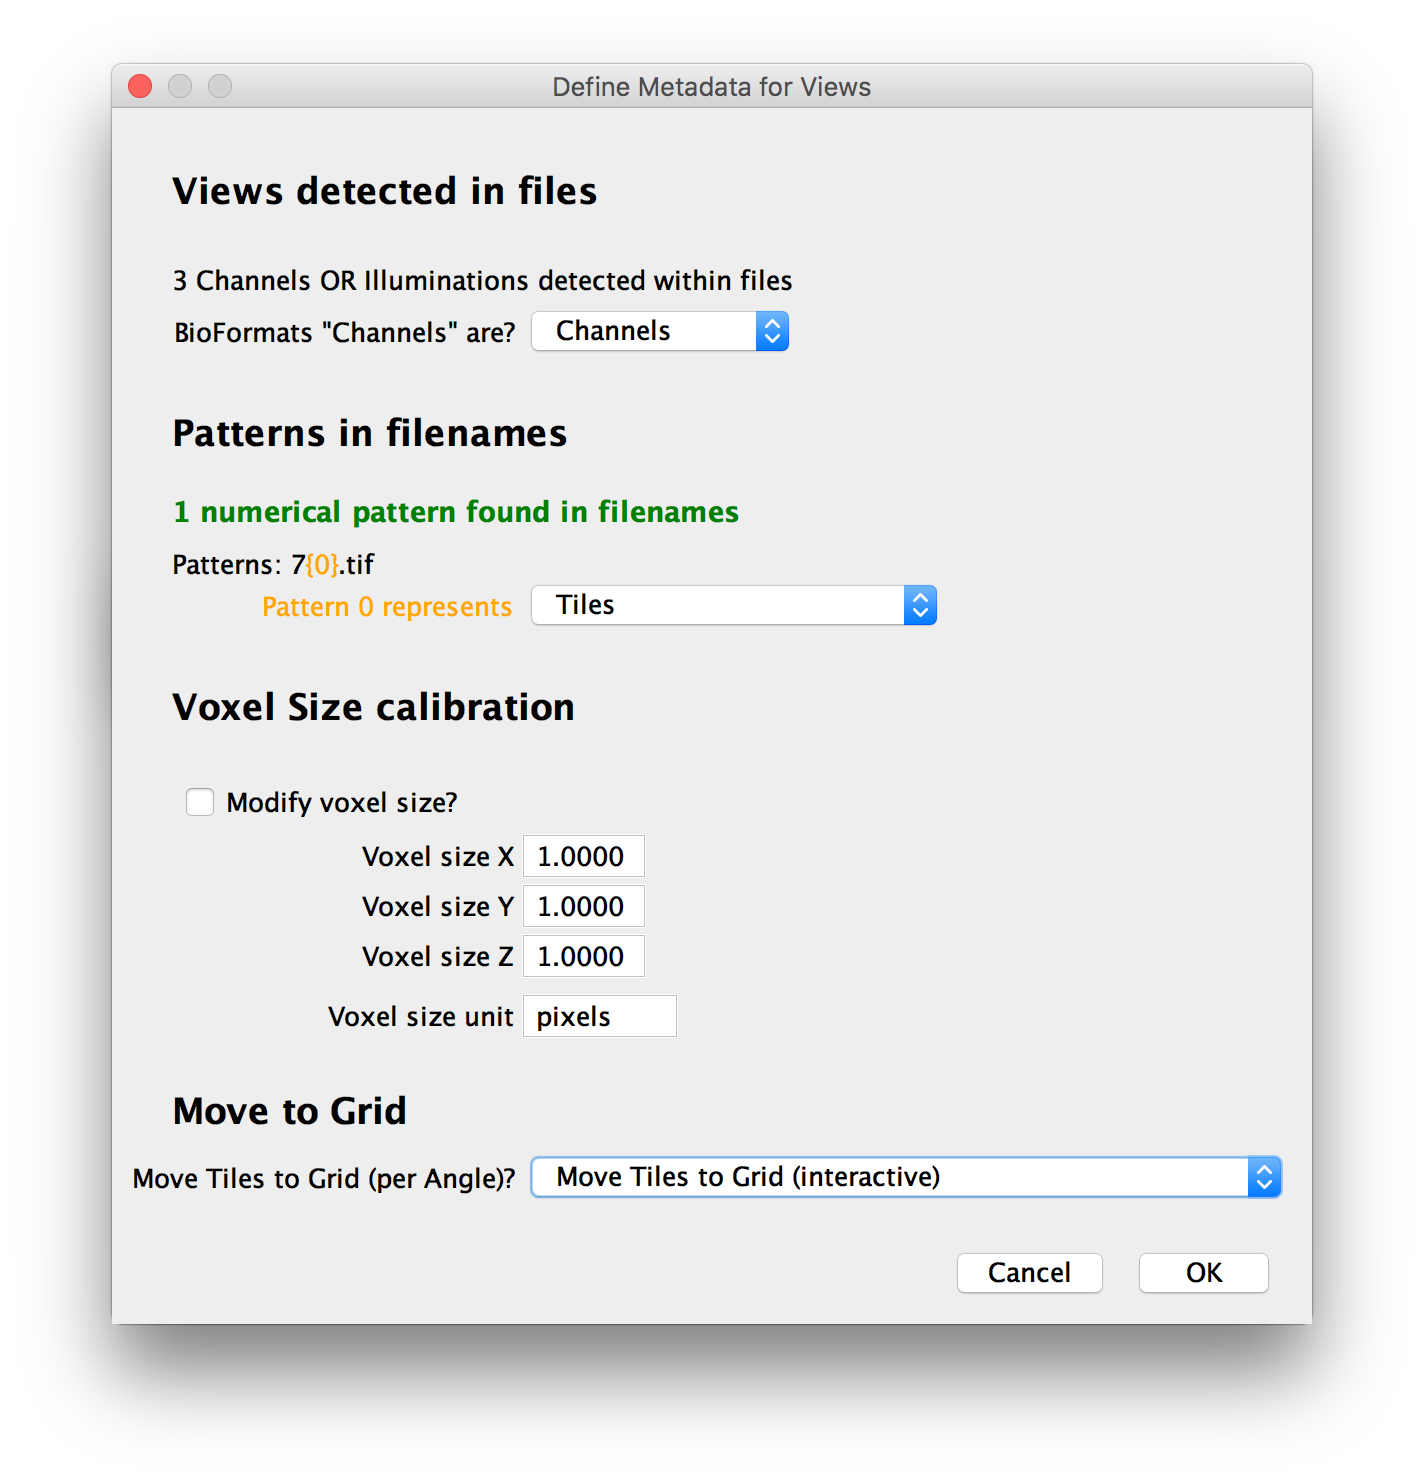 Define Metadata for Views
Views detected in files
3 Channels OR Illuminations detected within files
BioFormats "Channels" are? Channels
Patterns in filenames
1 numerical pattern found in filenames
Patterns: 7{0}.tif
Pattern 0 represents Tiles
Voxel Size calibration
Modify voxel size?
Voxel size X 1.0000
Voxel size Y 1.0000
Voxel size Z 1.0000
Voxel size unit pixels
Move to Grid
Move Tiles to Grid (per Angle)? Move Tiles to Grid (interactive)
Cancel OK